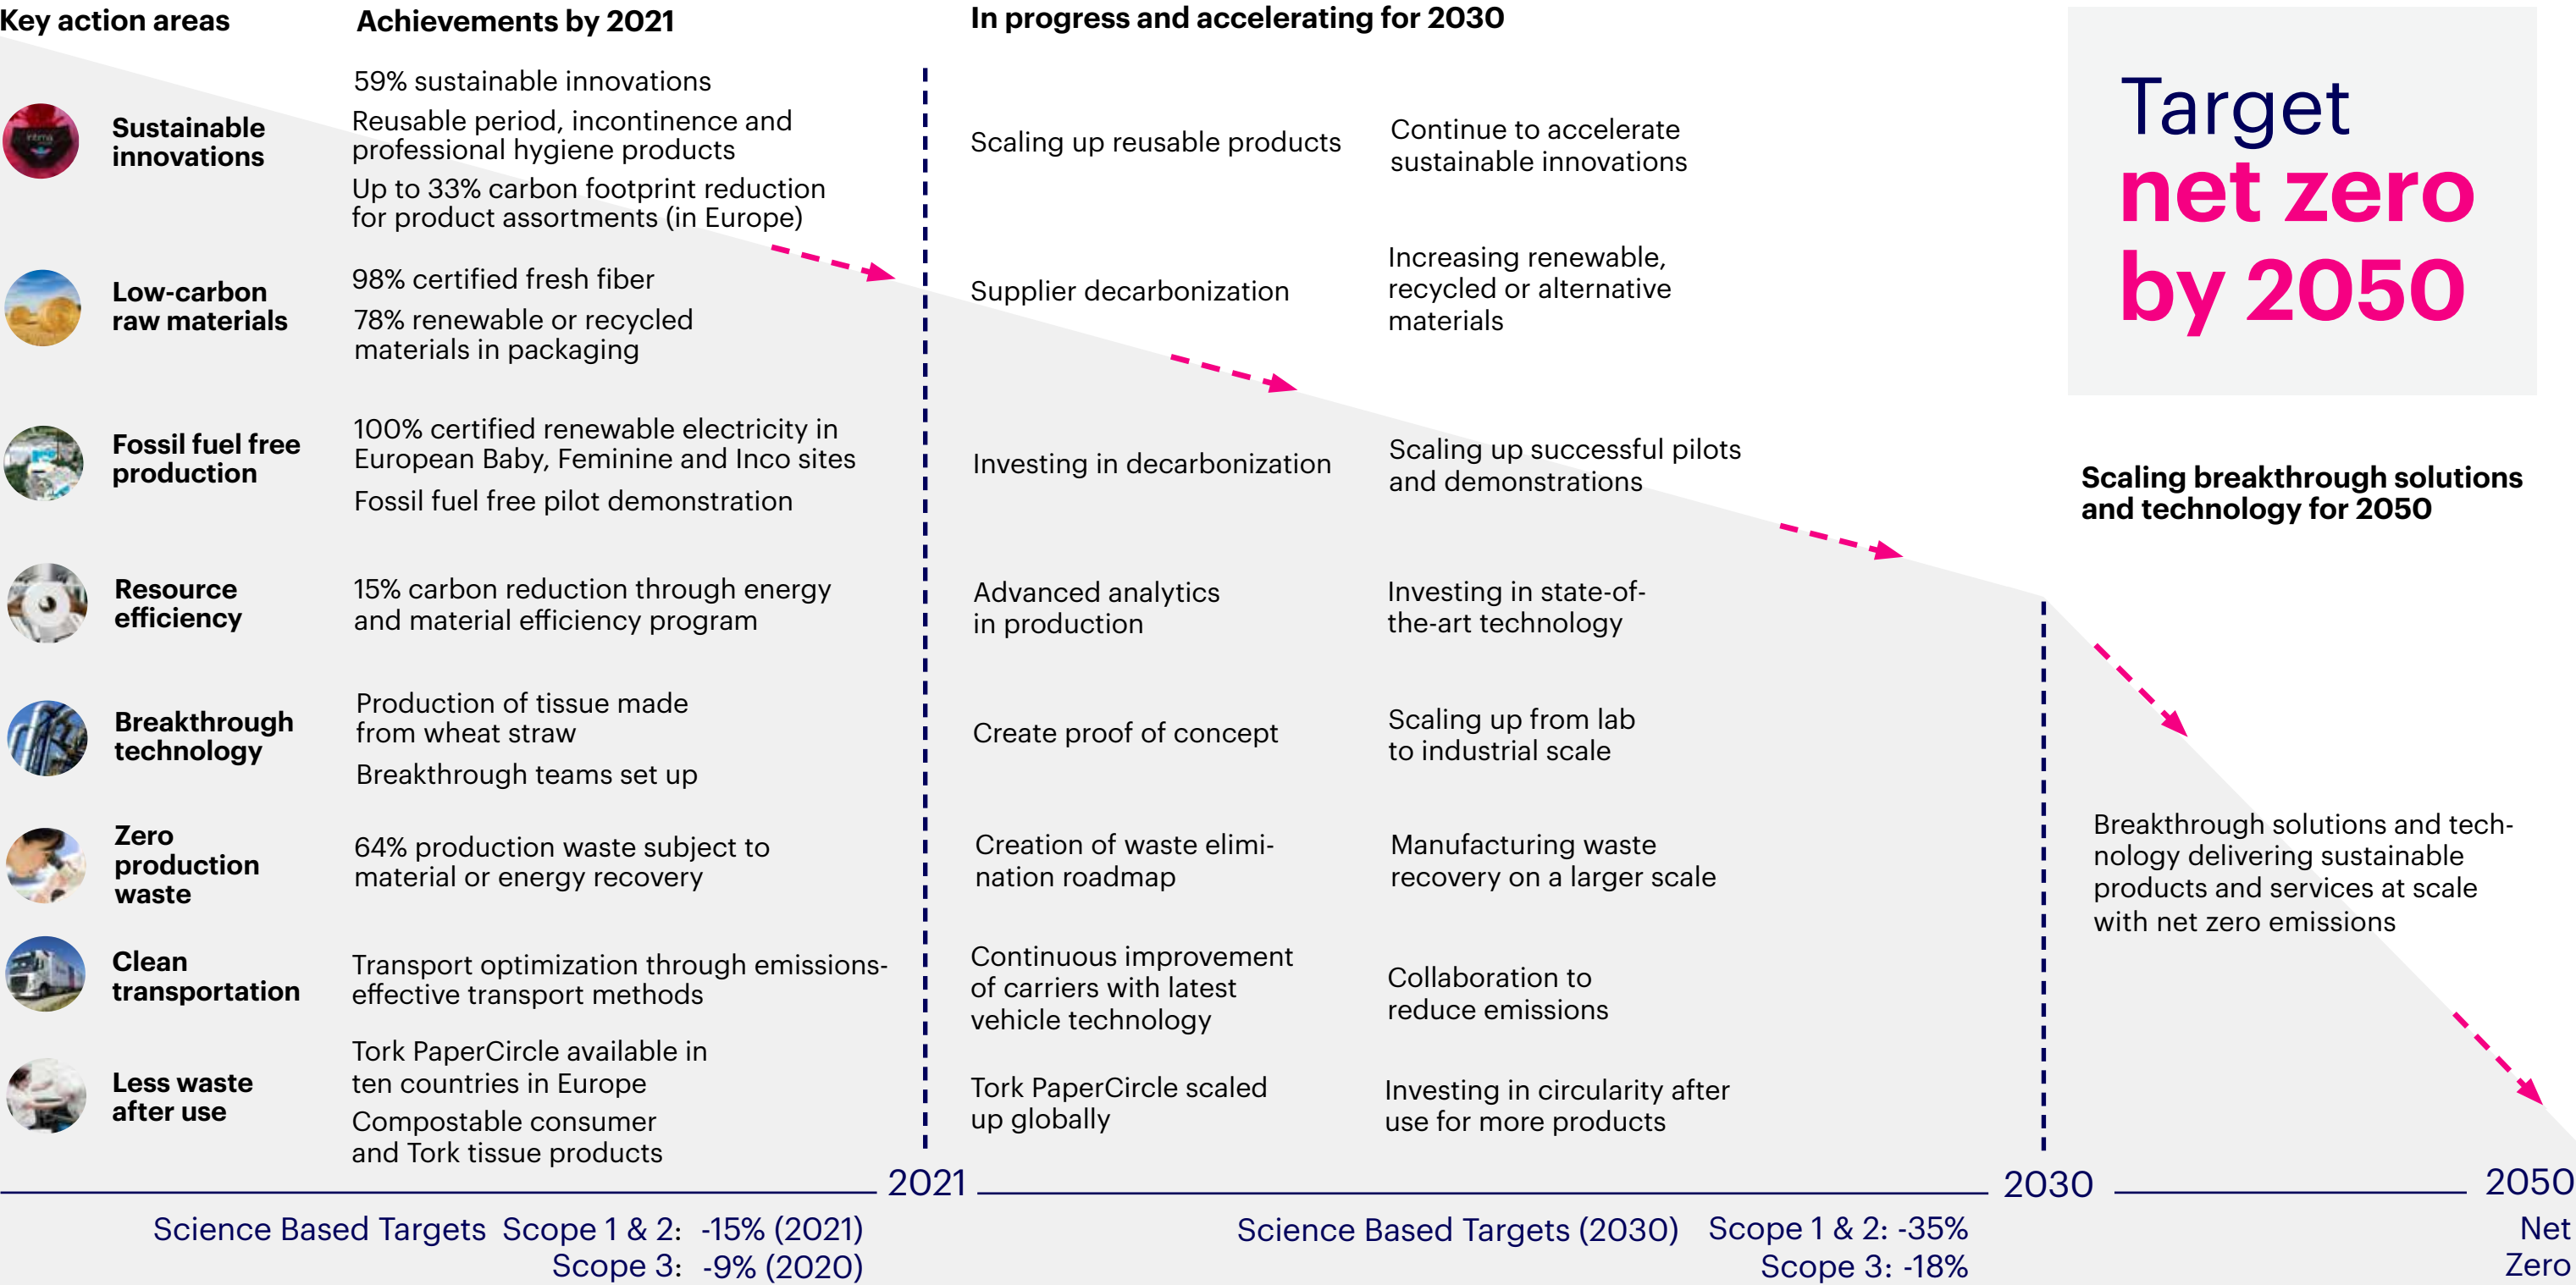 Key action areas
Achievements by 2021
In progress and accelerating for 2030
Target
net zero
by 2050
Sustainable
innovations
59% sustainable innovations
Reusable period, incontinence and
professional hygiene products
Up to 33% carbon footprint reduction
for product assortments (in Europe)
Scaling up reusable products
Continue to accelerate
sustainable innovations
Low-carbon
raw materials
98% certified fresh fiber
78% renewable or recycled
materials in packaging
Supplier decarbonization
Increasing renewable,
recycled or alternative
materials
Fossil fuel free
production
100% certified renewable electricity in
European Baby, Feminine and Inco sites
Fossil fuel free pilot demonstration
Investing in decarbonization
Scaling up successful pilots
and demonstrations
Scaling breakthrough solutions
and technology for 2050
Resource
efficiency
15% carbon reduction through energy
and material efficiency program
Advanced analytics
in production
Investing in state-of-
the-art technology
Breakthrough
technology
Production of tissue made
from wheat straw
Breakthrough teams set up
Create proof of concept
Scaling up from lab
to industrial scale
Zero
production
waste
64% production waste subject to
material or energy recovery
Creation of waste elimi-
nation roadmap
Manufacturing waste
recovery on a larger scale
Breakthrough solutions and tech-
nology delivering sustainable
products and services at scale
with net zero emissions
Clean
transportation
Transport optimization through emissions-
effective transport methods
Continuous improvement
of carriers with latest
vehicle technology
Collaboration to
reduce emissions
Less waste
after use
Tork PaperCircle available in
ten countries in Europe
Compostable consumer
and Tork tissue products
Tork PaperCircle scaled
up globally
Investing in circularity after
use for more products
2021
2030
2050
Science Based Targets Scope 1 & 2: -15% (2021)
Scope 3: -9% (2020)
Science Based Targets (2030) Scope 1 & 2: -35%
Scope 3: -18%
Net
Zero